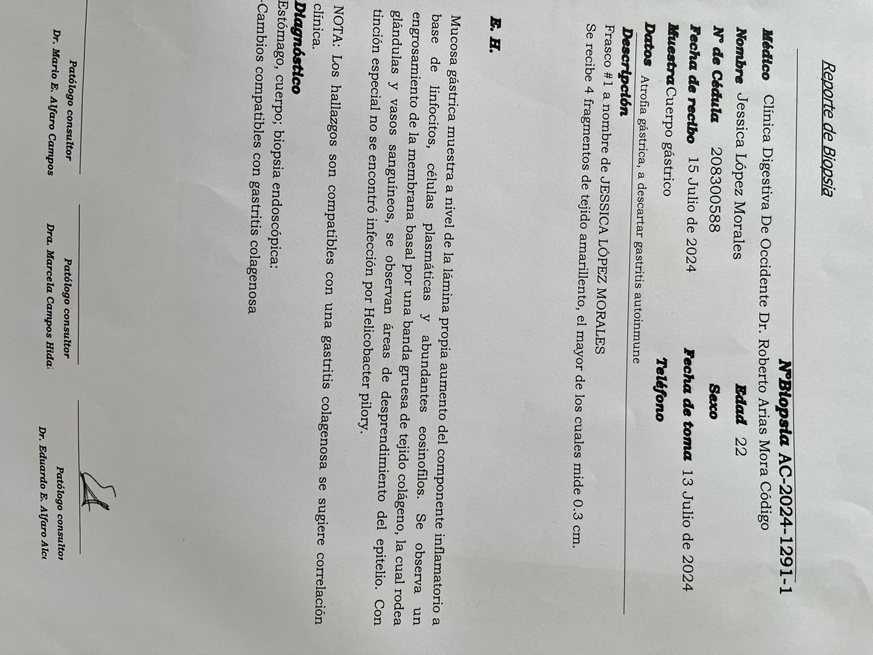 Reporte de Biopsia
NºBiopsia AC-2024-1291-1
Médico Clínica Digestiva De Occidente Dr. Roberto Arias Mora Código
Nombre Jessica López Morales Edad 22
Nº de Cédula 208300588 Sexo
Fecha de recibo 15 Julio de 2024 Fecha de toma 13 Julio de 2024
Muestra Cuerpo gástrico Teléfono
Datos Atrofia gástrica, a descartar gastritis autoinmune
Descripción
Frasco #1 a nombre de JESSICA LÓPEZ MORALES
Se recibe 4 fragmentos de tejido amarillento, el mayor de los cuales mide 0.3 cm.
E. H.
Mucosa gástrica muestra a nivel de la lámina propia aumento del componente inflamatorio a
base de linfocitos, células plasmáticas y abundantes eosinofilos. Se observa un
engrosamiento de la membrana basal por una banda gruesa de tejido colágeno, la cual rodea
glándulas y vasos sanguíneos, se observan áreas de desprendimiento del epitelio. Con
tinción especial no se encontró infección por Helicobacter pilory.
NOTA: Los hallazgos son compatibles con una gastritis colagenosa se sugiere correlación
clínica.
Diagnóstico
Estómago, cuerpo; biopsia endoscópica:
-Cambios compatibles con gastritis colagenosa
Patólogo consultor Patólogo consultor Patólogo consultor
Dr. Mario E. Alfaro Campos Dra. Marcela Campos Hida Dr. Eduardo E. Alfaro Alc